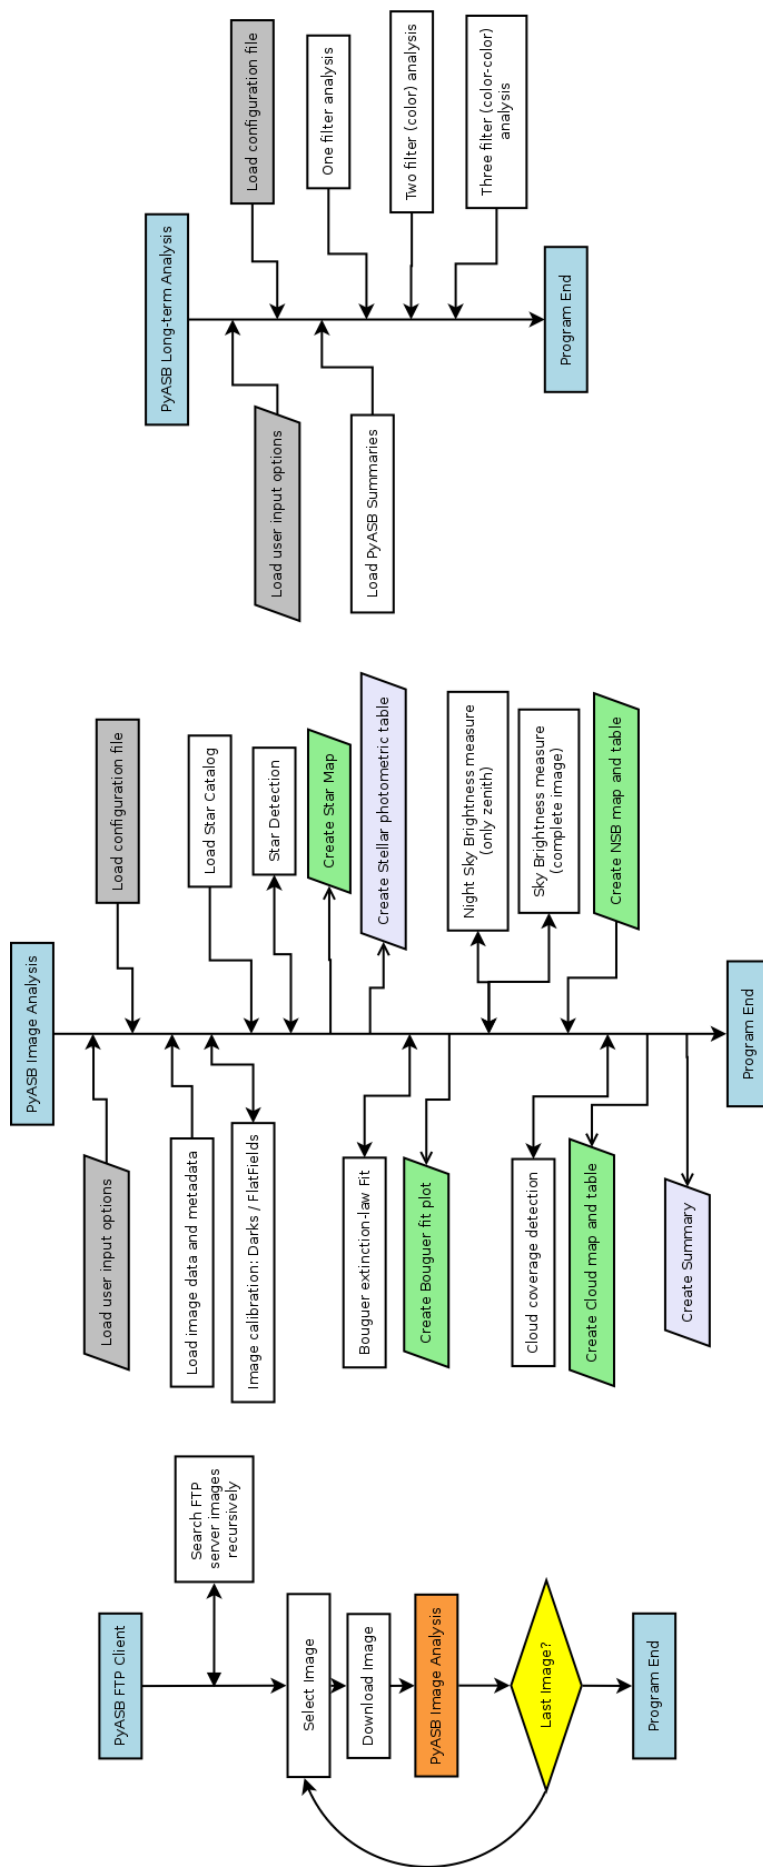 PyASB FTP Client
Search FTP
server images
recursively
Select Image
Download Image
PyASB Image Analysis
Last Image?
Program End
PyASB Image Analysis
Load user input options
Load configuration file
Load image data and metadata
Image calibration: Darks / FlatFields
Load Star Catalog
Star Detection
Create Star Map
Create Stellar photometric table
Bouguer extinction-law Fit
Create Bouguer fit plot
Night Sky Brightness measure
(only zenith)
Sky Brightness measure
(complete image)
Create NSB map and table
Cloud coverage detection
Create Cloud map and table
Create Summary
Program End
PyASB Long-term Analysis
Load user input options
Load configuration file
Load PyASB Summaries
One filter analysis
Two filter (color) analysis
Three filter (color-color)
analysis
Program End